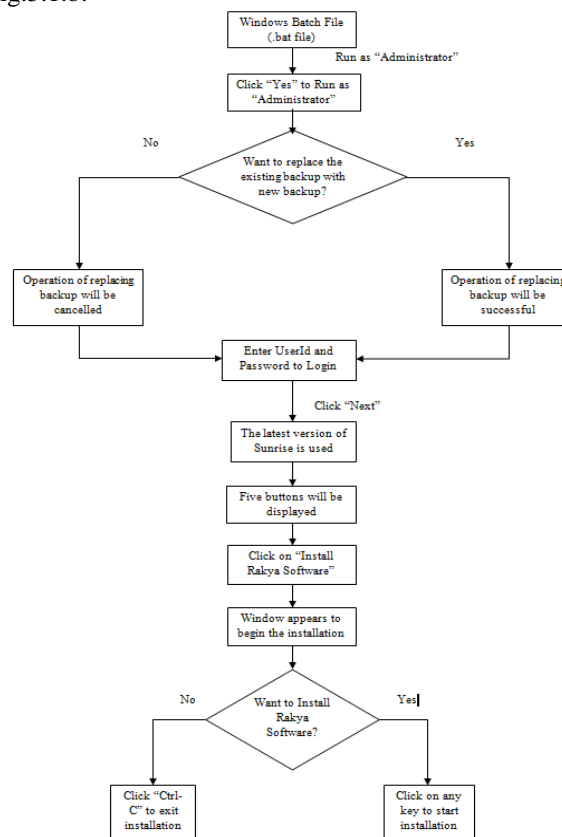 Windows Batch File
(.bat file)
Run as “Administrator”
Click “Yes” to Run as
“Administrator”
No
Yes
Want to replace the
existing backup with
new backup?
Operation of replacing
backup will be
cancelled
Operation of replacing
backup will be
successful
Enter UserId and
Password to Login
Click “Next”
The latest version of
Sunrise is used
Five buttons will be
displayed
Click on “Install
Rakya Software”
Window appears to
begin the installation
No
Yes
Want to Install
Rakya
Software?
Click “Ctrl-
C” to exit
installation
Click on any
key to start
installation